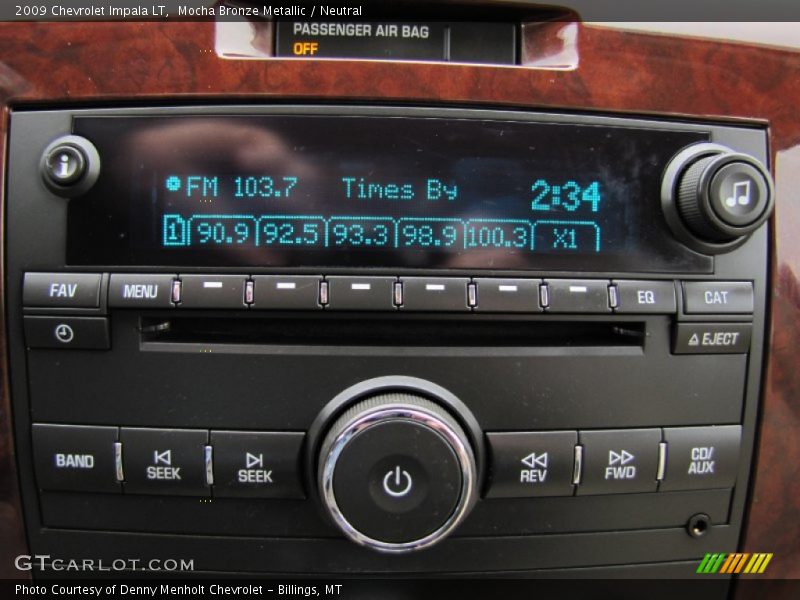 2009 Chevrolet Impala LT, Mocha Bronze Metallic / Neutral
PASSENGER AIR BAG
OFF
i
FM 103.7 Times By 2:34
1 90.9 92.5 93.3 98.9 100.3 X1
FAV MENU EQ CAT
EJECT
BAND SEEK SEEK REV FWD CD/
AUX
GTCARLOT.COM
Photo Courtesy of Denny Menholt Chevrolet – Billings, MT